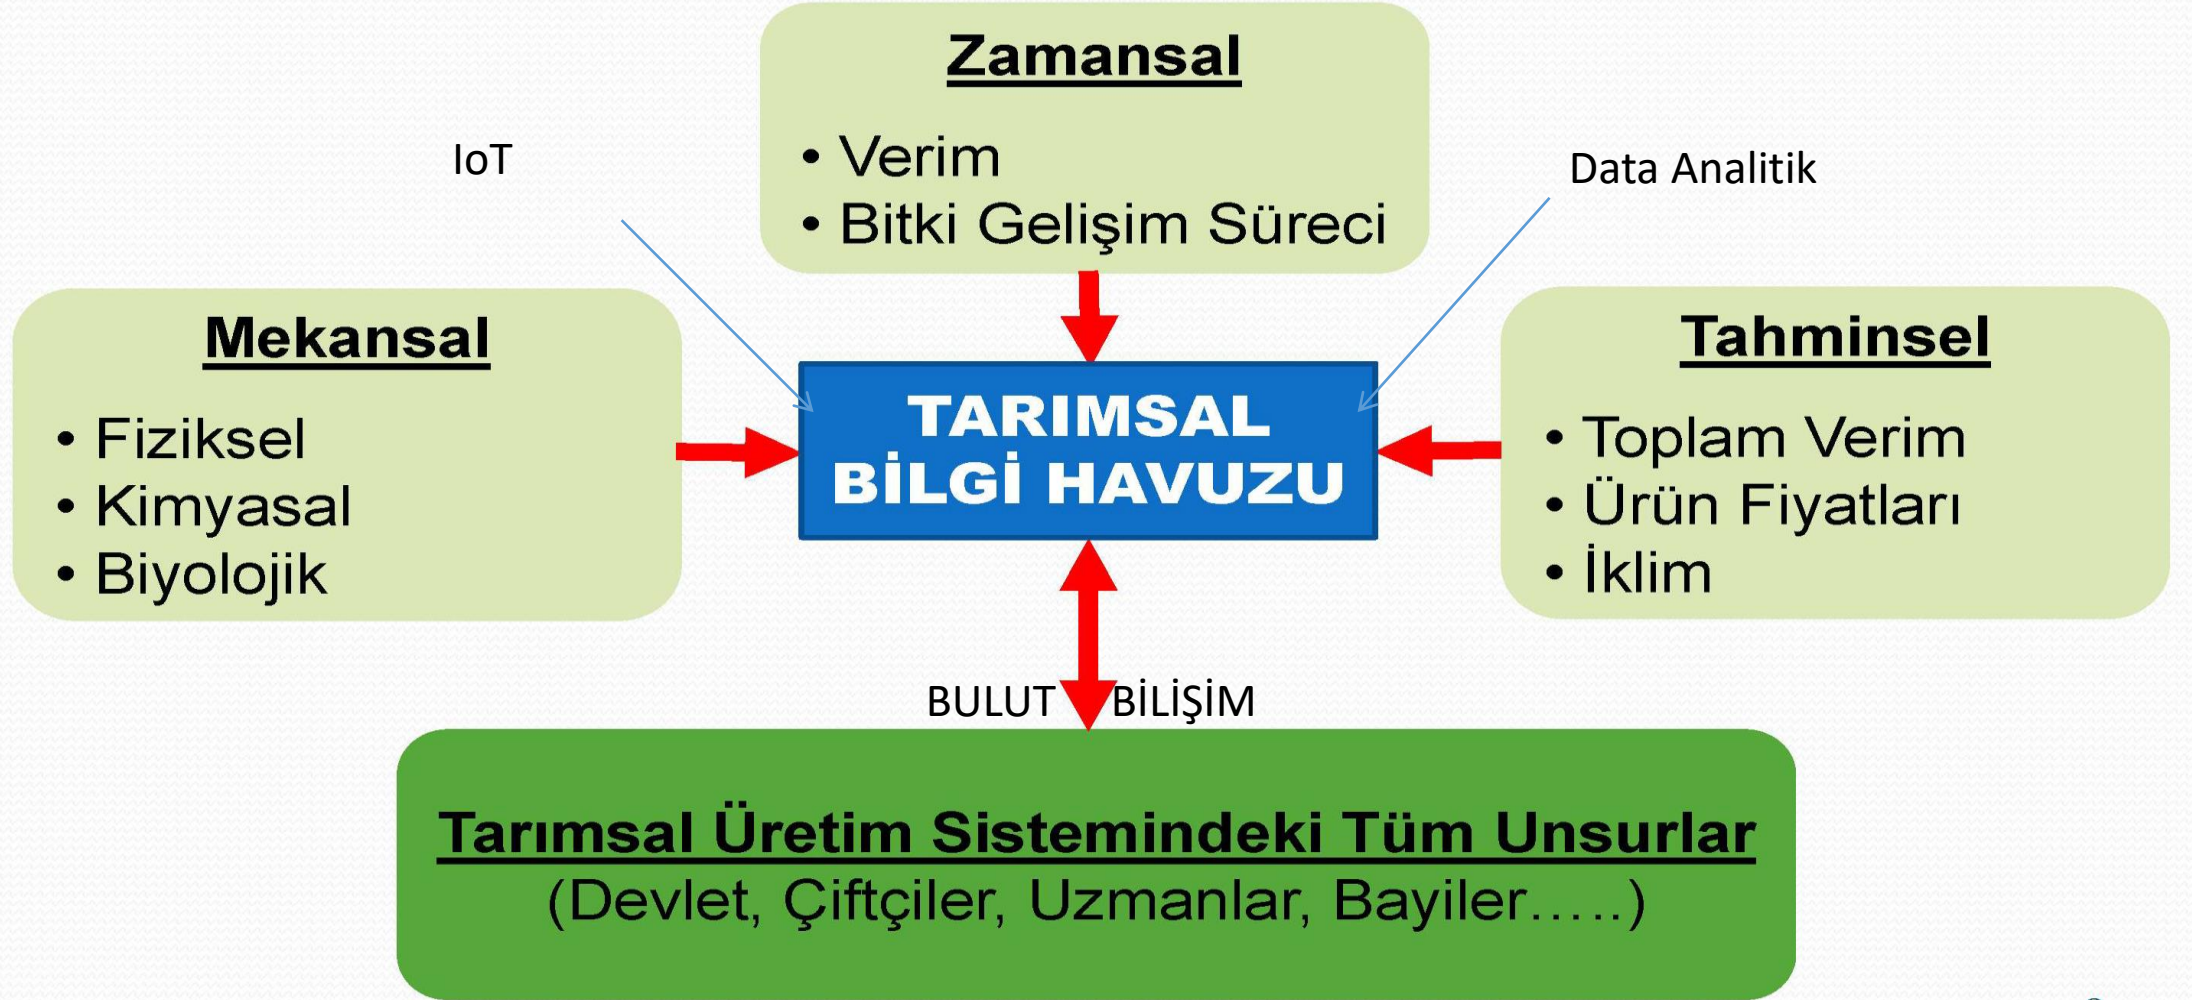 Zamansal
• Verim
• Bitki Gelişim Süreci
IoT
Data Analitik
Mekansal
• Fiziksel
• Kimyasal
• Biyolojik
TARIMSAL
BİLGİ HAVUZU
Tahminsel
• Toplam Verim
• Ürün Fiyatları
• İklim
BULUT BİLİŞİM
Tarımsal Üretim Sistemindeki Tüm Unsurlar
(Devlet, Çiftçiler, Uzmanlar, Bayiler.....)